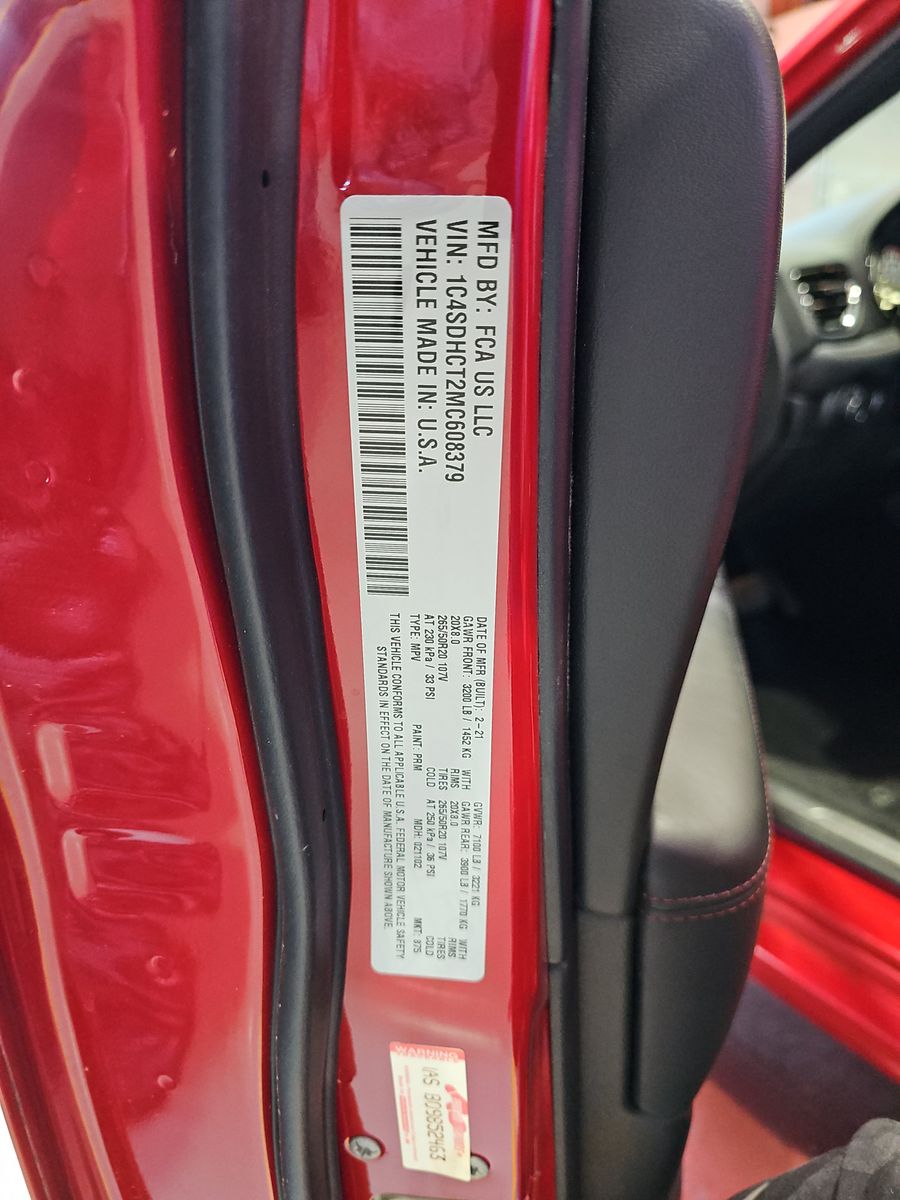 MFD BY: FCA US LLC
VIN: 1C4SDHCT2MC608379
VEHICLE MADE IN: U.S.A.
DATE OF MFR (BUILT): 2-21 GVWR: 7100 LB / 3221 KG
GAWR FRONT: 3200 LB / 1452 KG WITH GAWR REAR: 3900 LB / 1770 KG WITH
20X8.0 RIMS 20X8.0 RIMS
265/50R20 107V TIRES 265/50R20 107V TIRES
AT 230 kPa / 33 PSI COLD AT 250 kPa / 36 PSI COLD
TYPE: MPV PAINT: PRM MDH: 021102 MKT: 375
THIS VEHICLE CONFORMS TO ALL APPLICABLE U.S.A. FEDERAL MOTOR VEHICLE SAFETY
STANDARDS IN EFFECT ON THE DATE OF MANUFACTURE SHOWN ABOVE.
WARNING
IAS B09852463